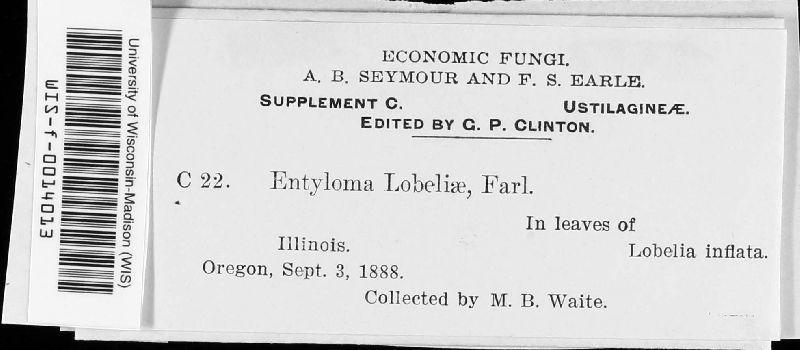 ECONOMIC FUNGI.
A. B. SEYMOUR AND F. S. EARLE.
SUPPLEMENT C. USTILAGINEÆ.
EDITED BY G. P. CLINTON.
C 22. Entyloma Lobeliæ, Farl.
In leaves of
Illinois. Lobelia inflata.
Oregon, Sept. 3, 1888.
Collected by M. B. Waite.
University of Wisconsin-Madison (WIS)
WIS-f-0014013